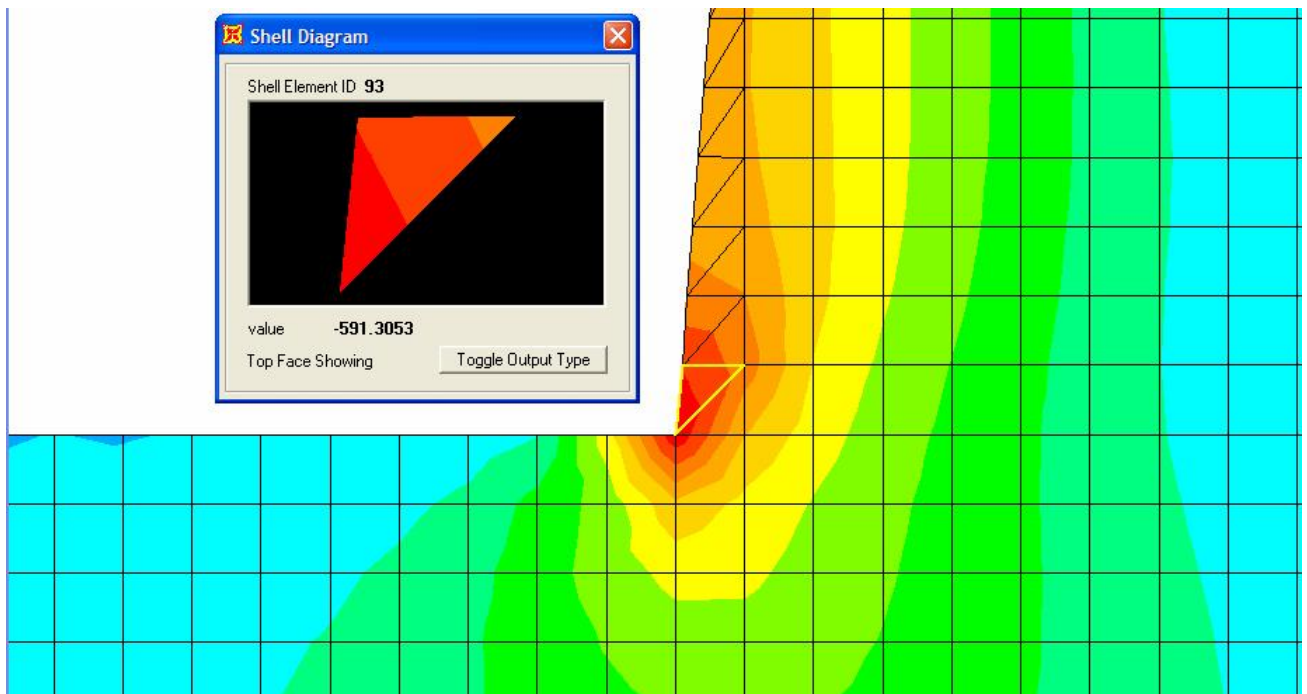 Shell Diagram
Shell Element ID 93
value -591.3053
Top Face Showing Toggle Output Type